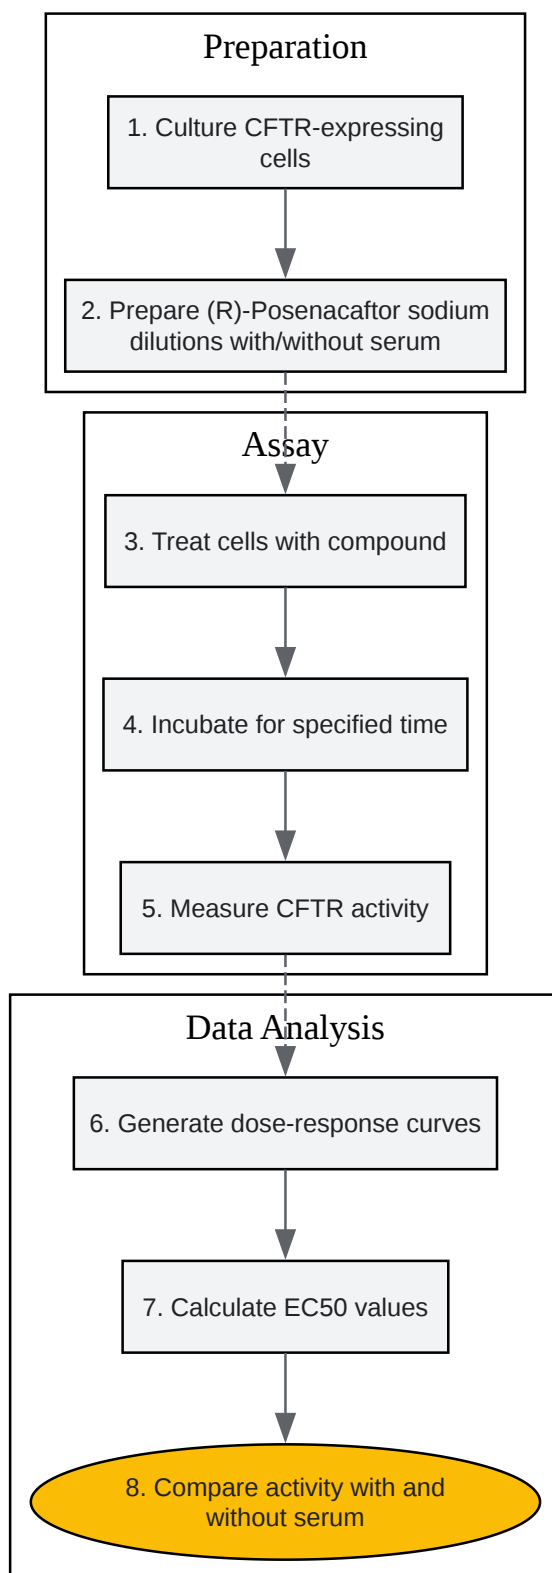 Preparation
1. Culture CFTR-expressing
cells
2. Prepare (R)-Posenacaftor sodium
dilutions with/without serum
Assay
3. Treat cells with compound
4. Incubate for specified time
5. Measure CFTR activity
Data Analysis
6. Generate dose-response curves
7. Calculate EC50 values
8. Compare activity with and
without serum